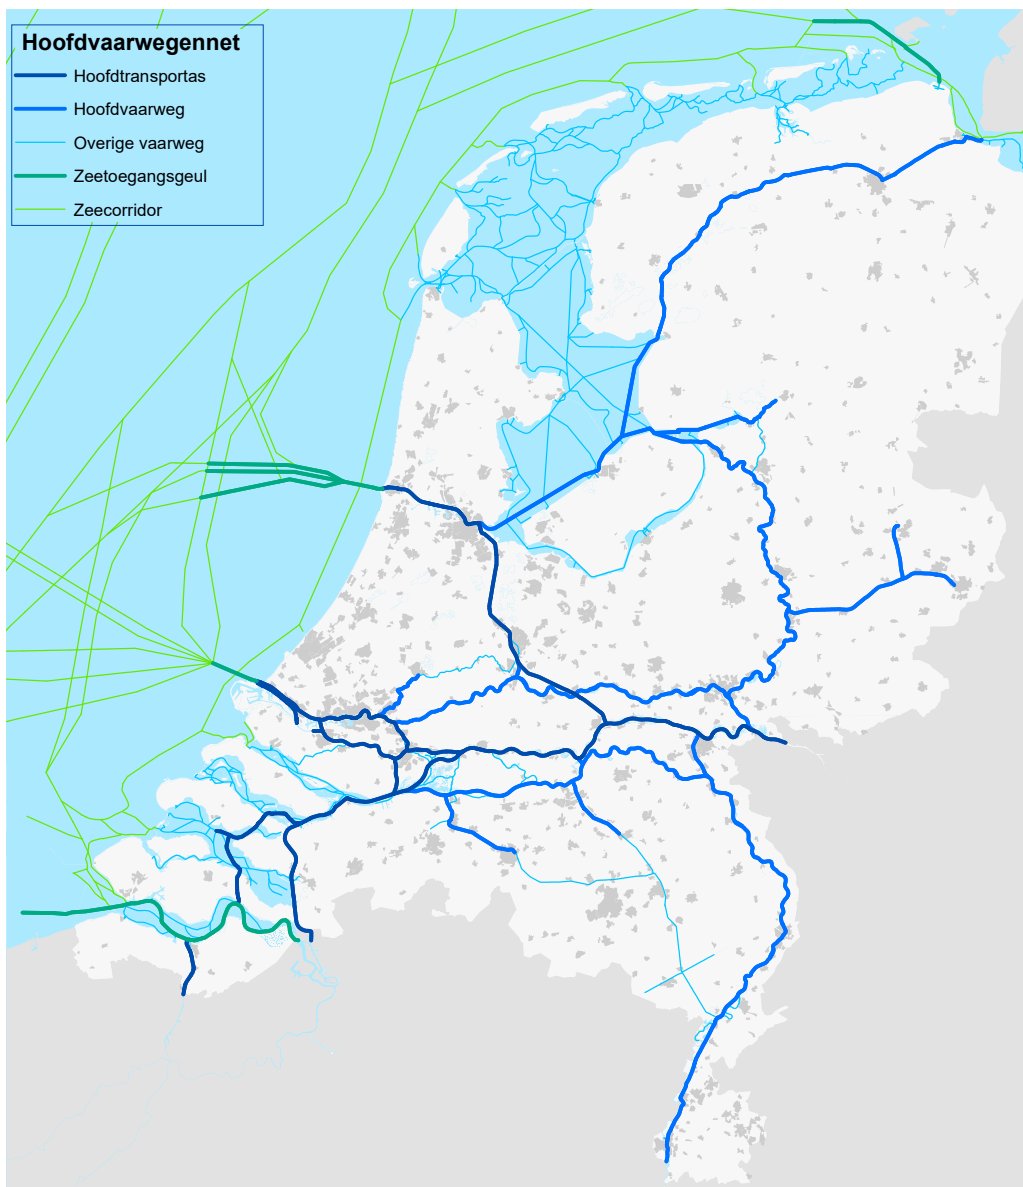 Hoofdvaarwegennet
Hoofdtransportas
Hoofdvaarweg
Overige vaarweg
Zeetoegangsgeul
Zeecorridor